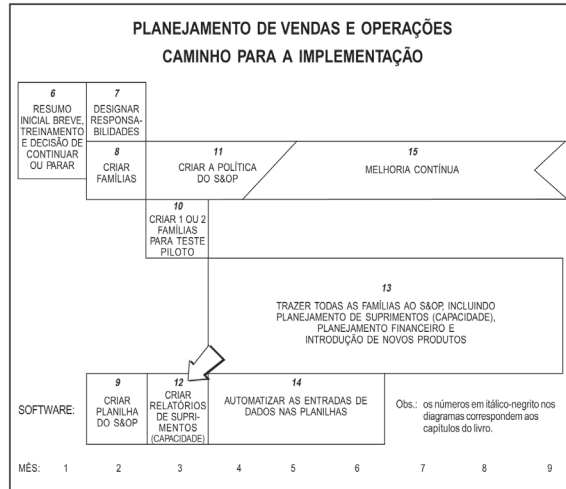 PLANEJAMENTO DE VENDAS E OPERAÇÕES
CAMINHO PARA A IMPLEMENTAÇÃO
6
RESUMO
INICIAL BREVE,
TREINAMENTO
E DECISÃO DE
CONTINUAR
OU PARAR
7
DESIGNAR
RESPONSA-
BILIDADES
8
CRIAR
FAMÍLIAS
11
CRIAR A POLÍTICA
DO S&OP
15
MELHORIA CONTÍNUA
10
CRIAR 1 OU 2
FAMÍLIAS
PARA TESTE
PILOTO
13
TRAZER TODAS AS FAMÍLIAS AO S&OP, INCLUINDO
PLANEJAMENTO DE SUPRIMENTOS (CAPACIDADE),
PLANEJAMENTO FINANCEIRO E
INTRODUÇÃO DE NOVOS PRODUTOS
SOFTWARE:
9
CRIAR
PLANILHA
DO S&OP
12
CRIAR
RELATÓRIOS
DE SUPRI-
MENTOS
(CAPACIDADE)
14
AUTOMATIZAR AS ENTRADAS DE
DADOS NAS PLANILHAS
Obs.: os números em itálico-negrito nos
diagramas correspondem aos
capítulos do livro.
MÊS: 1 2 3 4 5 6 7 8 9